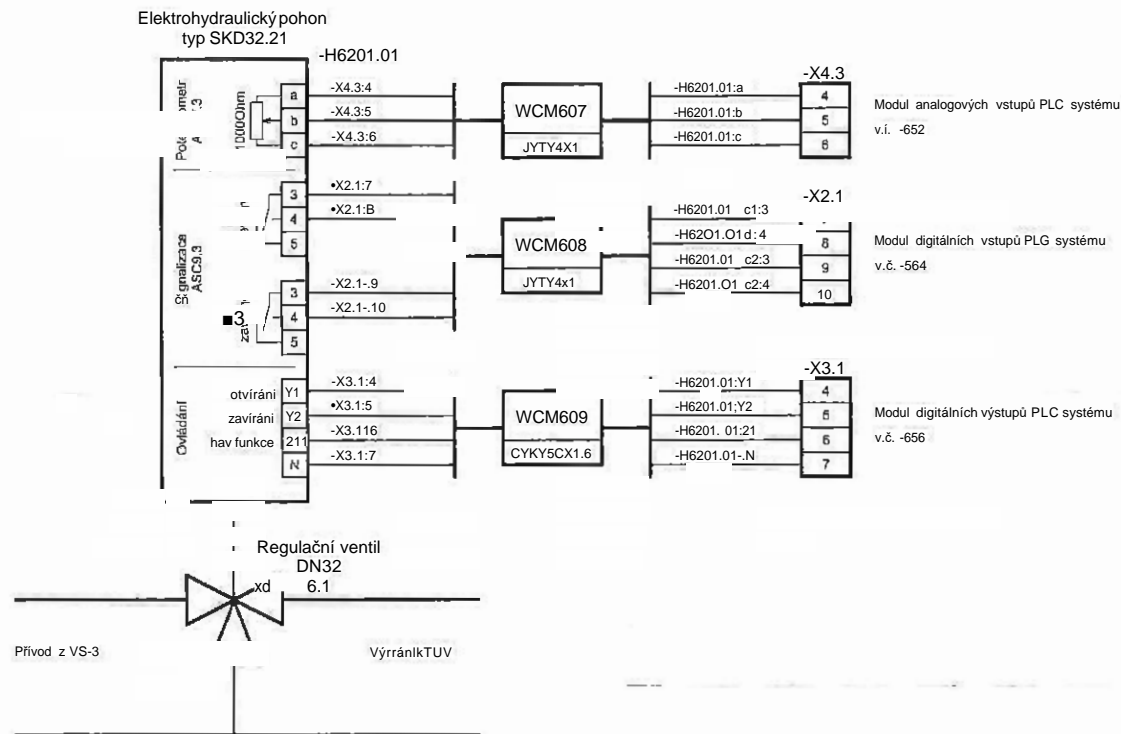 Elektrohydraulický pohon
typ SKD32.21
-H6201.01
1000Ohm
a
b
c
-X4.3:4
-X4.3:5
-X4.3:6
WCM607
JYTY4X1
-H6201.01:a
-H6201.01:b
-H6201.01:c
-X4.3
4
5
6
Modul analogových vstupů PLC systému
v.í. -652
Signalizace
ASC9.3
3
4
5
•X2.1:7
•X2.1:B
3
4
5
-X2.1-.9
-X2.1-.10
■3
WCM608
JYTY4x1
-H6201.01 c1:3
-H62O1.O1d:4
-H6201.01 c2:3
-H6201.O1 c2:4
-X2.1
8
9
10
Modul digitálních vstupů PLG systému
v.č. -564
Ovládání
otvíráni
zavíráni
hav funkce
Y1
Y2
211
N
-X3.1:4
•X3.1:5
-X3.116
-X3.1:7
WCM609
CYKY5CX1.6
-H6201.01:Y1
-H6201.01;Y2
-H6201. 01:21
-H6201.01-.N
-X3.1
4
5
6
7
Modul digitálních výstupů PLC systému
v.č. -656
Regulační ventil
DN32
xd 6.1
Přívod z VS-3
VýrránlkTUV